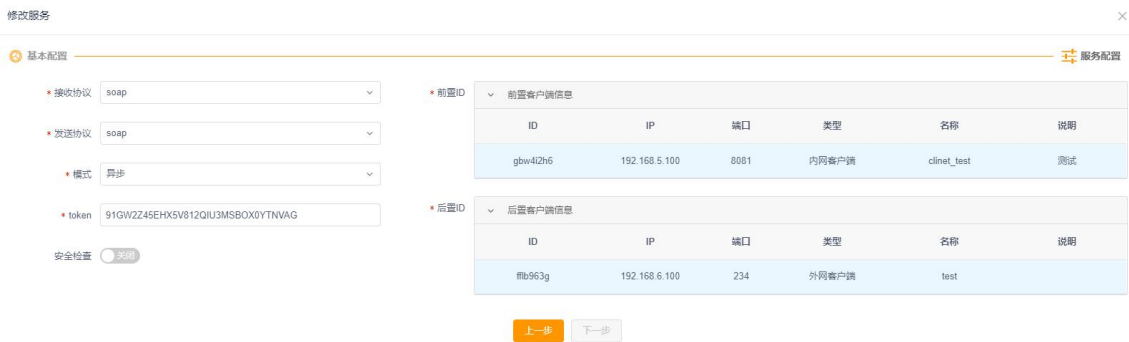 修改服务
基本配置
服务配置
* 接收协议 soap
* 发送协议 soap
* 模式 异步
* token 91GW2Z45EHX5V812QIU3MSBOX0YTNVAG
安全检查 关闭
* 前置ID 前置客户端信息
ID IP 端口 类型 名称 说明
gbw4i2h6 192.168.5.100 8081 内网客户端 clinet_test 测试
* 后置ID 后置客户端信息
ID IP 端口 类型 名称 说明
fflb963g 192.168.6.100 234 外网客户端 test
上一步 下一步